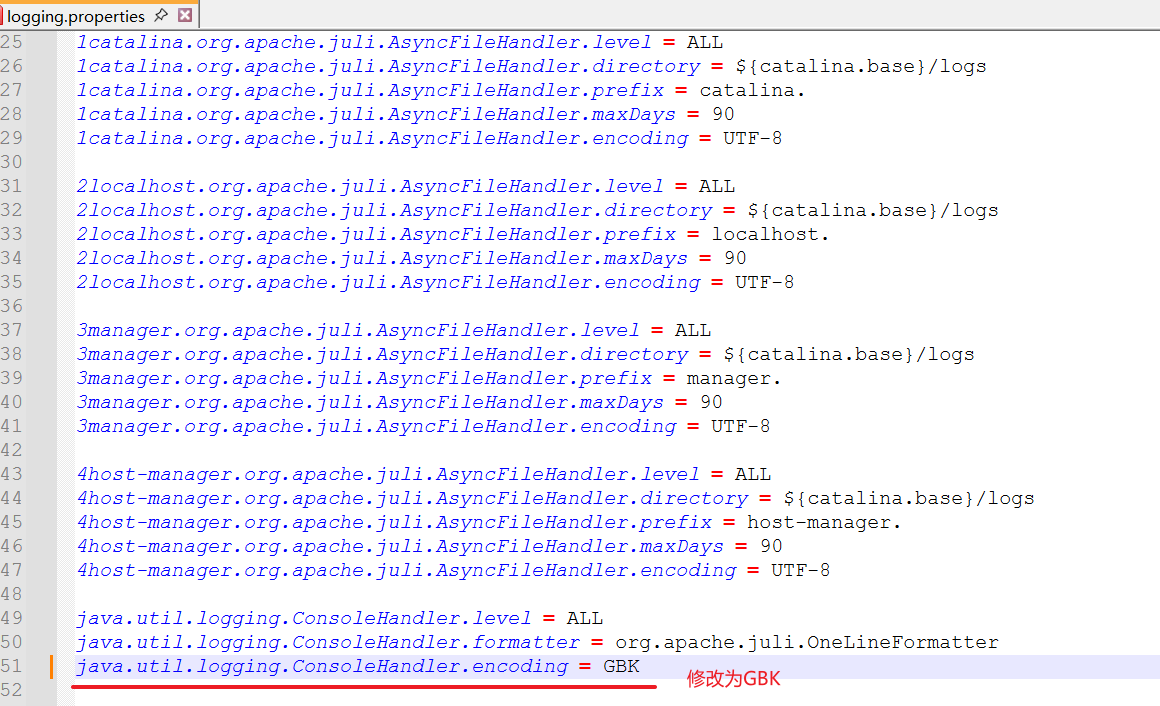 logging.properties
25 1catalina.org.apache.juli.AsyncFileHandler.level = ALL
26 1catalina.org.apache.juli.AsyncFileHandler.directory = ${catalina.base}/logs
27 1catalina.org.apache.juli.AsyncFileHandler.prefix = catalina.
28 1catalina.org.apache.juli.AsyncFileHandler.maxDays = 90
29 1catalina.org.apache.juli.AsyncFileHandler.encoding = UTF-8
30
31 2localhost.org.apache.juli.AsyncFileHandler.level = ALL
32 2localhost.org.apache.juli.AsyncFileHandler.directory = ${catalina.base}/logs
33 2localhost.org.apache.juli.AsyncFileHandler.prefix = localhost.
34 2localhost.org.apache.juli.AsyncFileHandler.maxDays = 90
35 2localhost.org.apache.juli.AsyncFileHandler.encoding = UTF-8
36
37 3manager.org.apache.juli.AsyncFileHandler.level = ALL
38 3manager.org.apache.juli.AsyncFileHandler.directory = ${catalina.base}/logs
39 3manager.org.apache.juli.AsyncFileHandler.prefix = manager.
40 3manager.org.apache.juli.AsyncFileHandler.maxDays = 90
41 3manager.org.apache.juli.AsyncFileHandler.encoding = UTF-8
42
43 4host-manager.org.apache.juli.AsyncFileHandler.level = ALL
44 4host-manager.org.apache.juli.AsyncFileHandler.directory = ${catalina.base}/logs
45 4host-manager.org.apache.juli.AsyncFileHandler.prefix = host-manager.
46 4host-manager.org.apache.juli.AsyncFileHandler.maxDays = 90
47 4host-manager.org.apache.juli.AsyncFileHandler.encoding = UTF-8
48
49 java.util.logging.ConsoleHandler.level = ALL
50 java.util.logging.ConsoleHandler.formatter = org.apache.juli.OneLineFormatter
51 java.util.logging.ConsoleHandler.encoding = GBK
修改为GBK
52